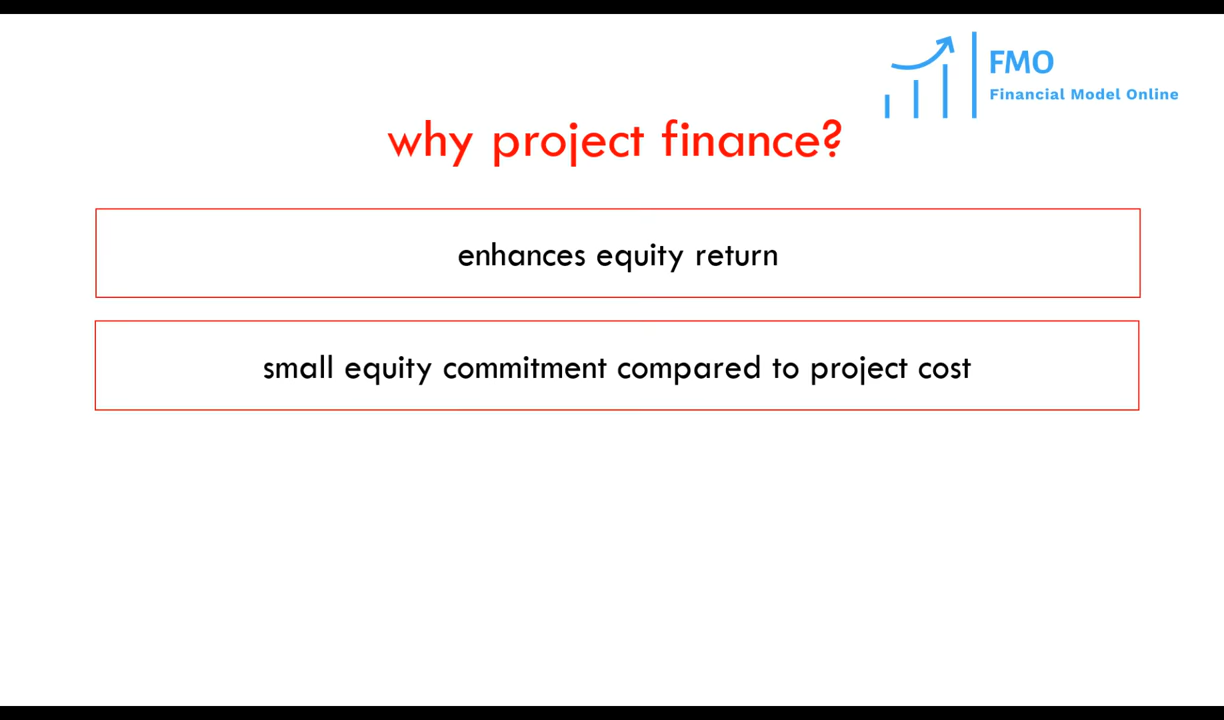 FMO
Financial Model Online
why project finance?
enhances equity return
small equity commitment compared to project cost